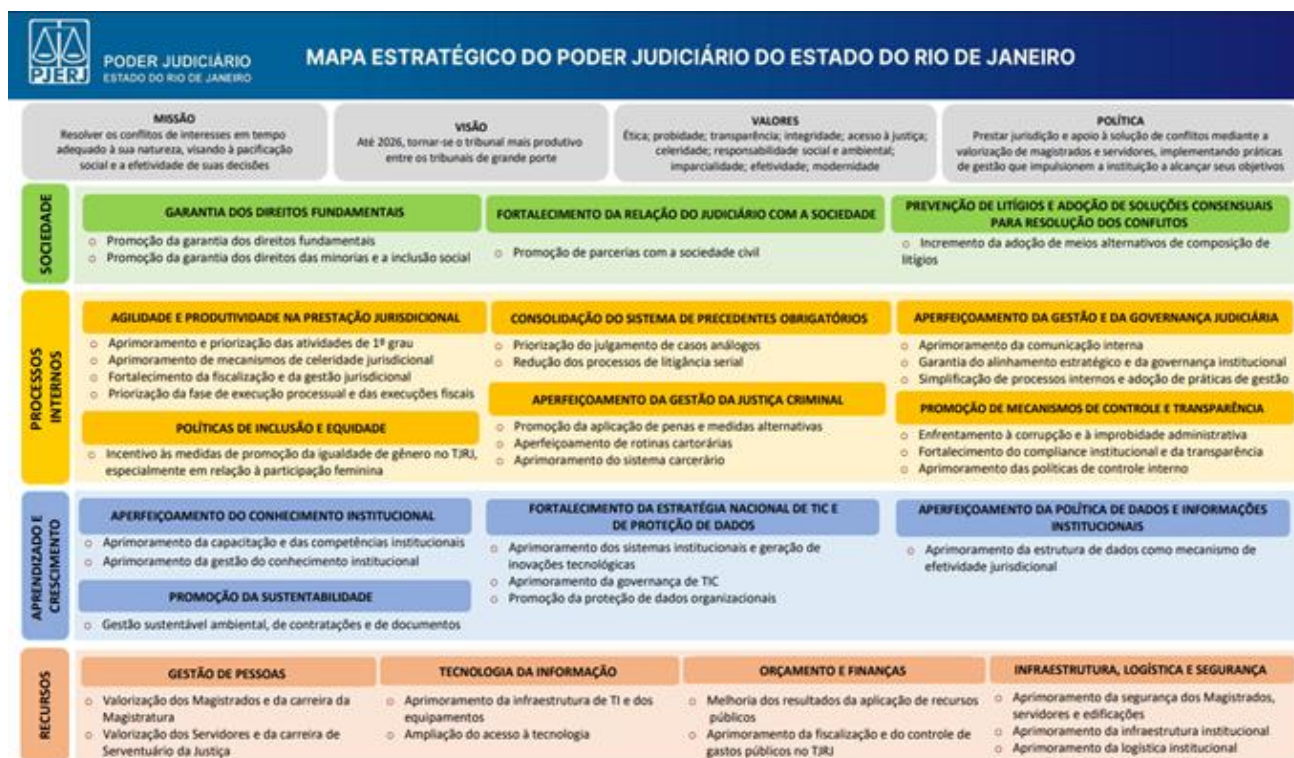 PJERJ
PODER JUDICIÁRIO
ESTADO DO RIO DE JANEIRO
MAPA ESTRATÉGICO DO PODER JUDICIÁRIO DO ESTADO DO RIO DE JANEIRO
MISSÃO
Resolver os conflitos de interesses em tempo
adequado à sua natureza, visando à pacificação
social e a efetividade de suas decisões
VISÃO
Até 2026, tornar-se o tribunal mais produtivo
entre os tribunais de grande porte
VALORES
Ética; probidade; transparência; integridade; acesso à justiça;
celeridade; responsabilidade social e ambiental;
imparcialidade; efetividade; modernidade
POLÍTICA
Prestar jurisdição e apoio à solução de conflitos mediante a
valorização de magistrados e servidores, implementando práticas
de gestão que impulsionem a instituição a alcançar seus objetivos
SOCIEDADE
GARANTIA DOS DIREITOS FUNDAMENTAIS
○ Promoção da garantia dos direitos fundamentais
○ Promoção da garantia dos direitos das minorias e a inclusão social
FORTALECIMENTO DA RELAÇÃO DO JUDICIÁRIO COM A SOCIEDADE
○ Promoção de parcerias com a sociedade civil
PREVENÇÃO DE LITÍGIOS E ADOÇÃO DE SOLUÇÕES CONSENSUAIS
PARA RESOLUÇÃO DOS CONFLITOS
○ Incremento da adoção de meios alternativos de composição de
litígios
PROCESSOS
INTERNOS
AGILIDADE E PRODUTIVIDADE NA PRESTAÇÃO JURISDICIONAL
○ Aprimoramento e priorização das atividades de 1º grau
○ Aprimoramento de mecanismos de celeridade jurisdicional
○ Fortalecimento da fiscalização e da gestão jurisdicional
○ Priorização da fase de execução processual e das execuções fiscais
POLÍTICAS DE INCLUSÃO E EQUIDADE
○ Incentivo às medidas de promoção da igualdade de gênero no TJRJ,
especialmente em relação à participação feminina
CONSOLIDAÇÃO DO SISTEMA DE PRECEDENTES OBRIGATÓRIOS
○ Priorização do julgamento de casos análogos
○ Redução dos processos de litigância serial
APERFEIÇOAMENTO DA GESTÃO DA JUSTIÇA CRIMINAL
○ Promoção da aplicação de penas e medidas alternativas
○ Aperfeiçoamento de rotinas cartorárias
○ Aprimoramento do sistema carcerário
APERFEIÇOAMENTO DA GESTÃO E DA GOVERNANÇA JUDICIÁRIA
○ Aprimoramento da comunicação interna
○ Garantia do alinhamento estratégico e da governança institucional
○ Simplificação de processos internos e adoção de práticas de gestão
PROMOÇÃO DE MECANISMOS DE CONTROLE E TRANSPARÊNCIA
○ Enfrentamento à corrupção e à improbidade administrativa
○ Fortalecimento do compliance institucional e da transparência
○ Aprimoramento das políticas de controle interno
APRENDIZADO E
CRESCIMENTO
APERFEIÇOAMENTO DO CONHECIMENTO INSTITUCIONAL
○ Aprimoramento da capacitação e das competências institucionais
○ Aprimoramento da gestão do conhecimento institucional
PROMOÇÃO DA SUSTENTABILIDADE
○ Gestão sustentável ambiental, de contratações e de documentos
FORTALECIMENTO DA ESTRATÉGIA NACIONAL DE TIC E
DE PROTEÇÃO DE DADOS
○ Aprimoramento dos sistemas institucionais e geração de
inovações tecnológicas
○ Aprimoramento da governança de TIC
○ Promoção da proteção de dados organizacionais
APERFEIÇOAMENTO DA POLÍTICA DE DADOS E INFORMAÇÕES
INSTITUCIONAIS
○ Aprimoramento da estrutura de dados como mecanismo de
efetividade jurisdicional
RECURSOS
GESTÃO DE PESSOAS
○ Valorização dos Magistrados e da carreira da
Magistratura
○ Valorização dos Servidores e da carreira de
Serventuário da Justiça
TECNOLOGIA DA INFORMAÇÃO
○ Aprimoramento da infraestrutura de TI e dos
equipamentos
○ Ampliação do acesso à tecnologia
ORÇAMENTO E FINANÇAS
○ Melhoria dos resultados da aplicação de recursos
públicos
○ Aprimoramento da fiscalização e do controle de
gastos públicos no TJRJ
INFRAESTRUTURA, LOGÍSTICA E SEGURANÇA
○ Aprimoramento da segurança dos Magistrados,
servidores e edificações
○ Aprimoramento da infraestrutura institucional
○ Aprimoramento da logística institucional